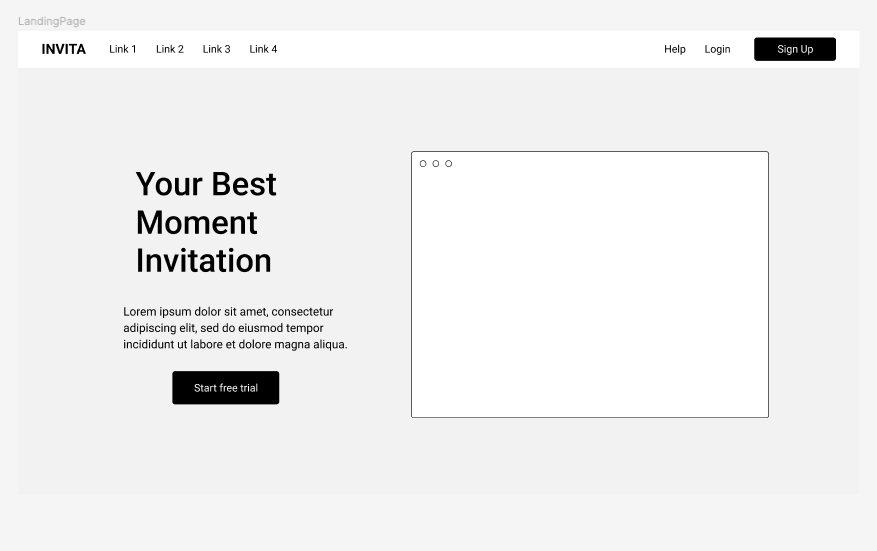 LandingPage
INVITA Link 1 Link 2 Link 3 Link 4 Help Login Sign Up
Your Best
Moment
Invitation
Lorem ipsum dolor sit amet, consectetur
adipiscing elit, sed do eiusmod tempor
incididunt ut labore et dolore magna aliqua.
Start free trial